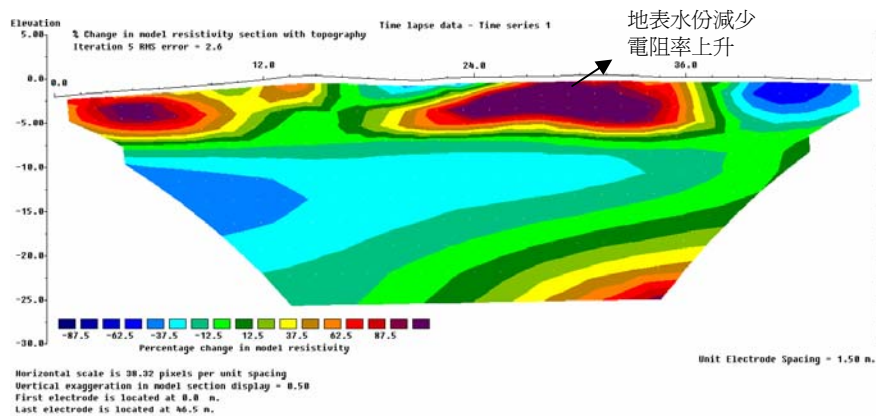 地表水份減少
電阻率上升
Elevation
Time lapse data - Time series 1
5.00
% Change in model resistivity section with topography
Iteration 5 RMS error = 2.6
12.0
24.0
36.0
0.0
0.0
-5.00
-10.0
-15.0
-20.0
-25.0
-30.0
-87.5 -62.5 -37.5 -12.5 12.5 37.5 62.5 87.5
Percentage change in model resistivity
Unit Electrode Spacing = 1.50 m.
Horizontal scale is 38.32 pixels per unit spacing
Vertical exaggeration in model section display = 0.50
First electrode is located at 0.0 m.
Last electrode is located at 46.5 m.